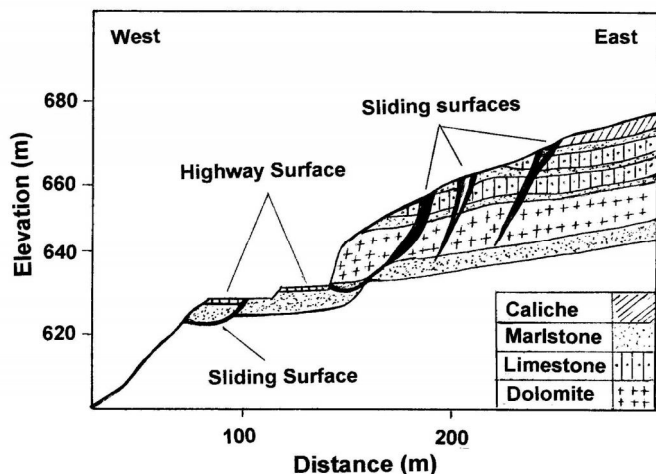 West
East
Sliding surfaces
Highway Surface
Sliding Surface
Elevation (m)
680
660
640
620
Caliche
Marlstone
Limestone
Dolomite
100
200
Distance (m)